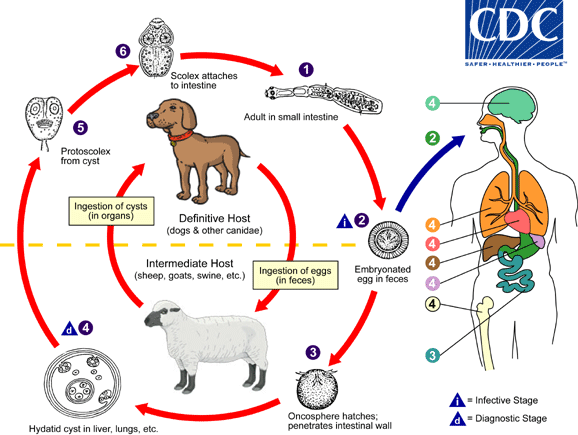 CDC
SAFER • HEALTHIER • PEOPLE™
6
Scolex attaches
to intestine
1
Adult in small intestine
5
Protoscolex
from cyst
Ingestion of cysts
(in organs)
Definitive Host
(dogs & other canidae)
i 2
Embryonated
egg in feces
Intermediate Host
(sheep, goats, swine, etc.)
Ingestion of eggs
(in feces)
d 4
Hydatid cyst in liver, lungs, etc.
3
Oncosphere hatches;
penetrates intestinal wall
4
2
4
4
4
4
4
3
i = Infective Stage
d = Diagnostic Stage